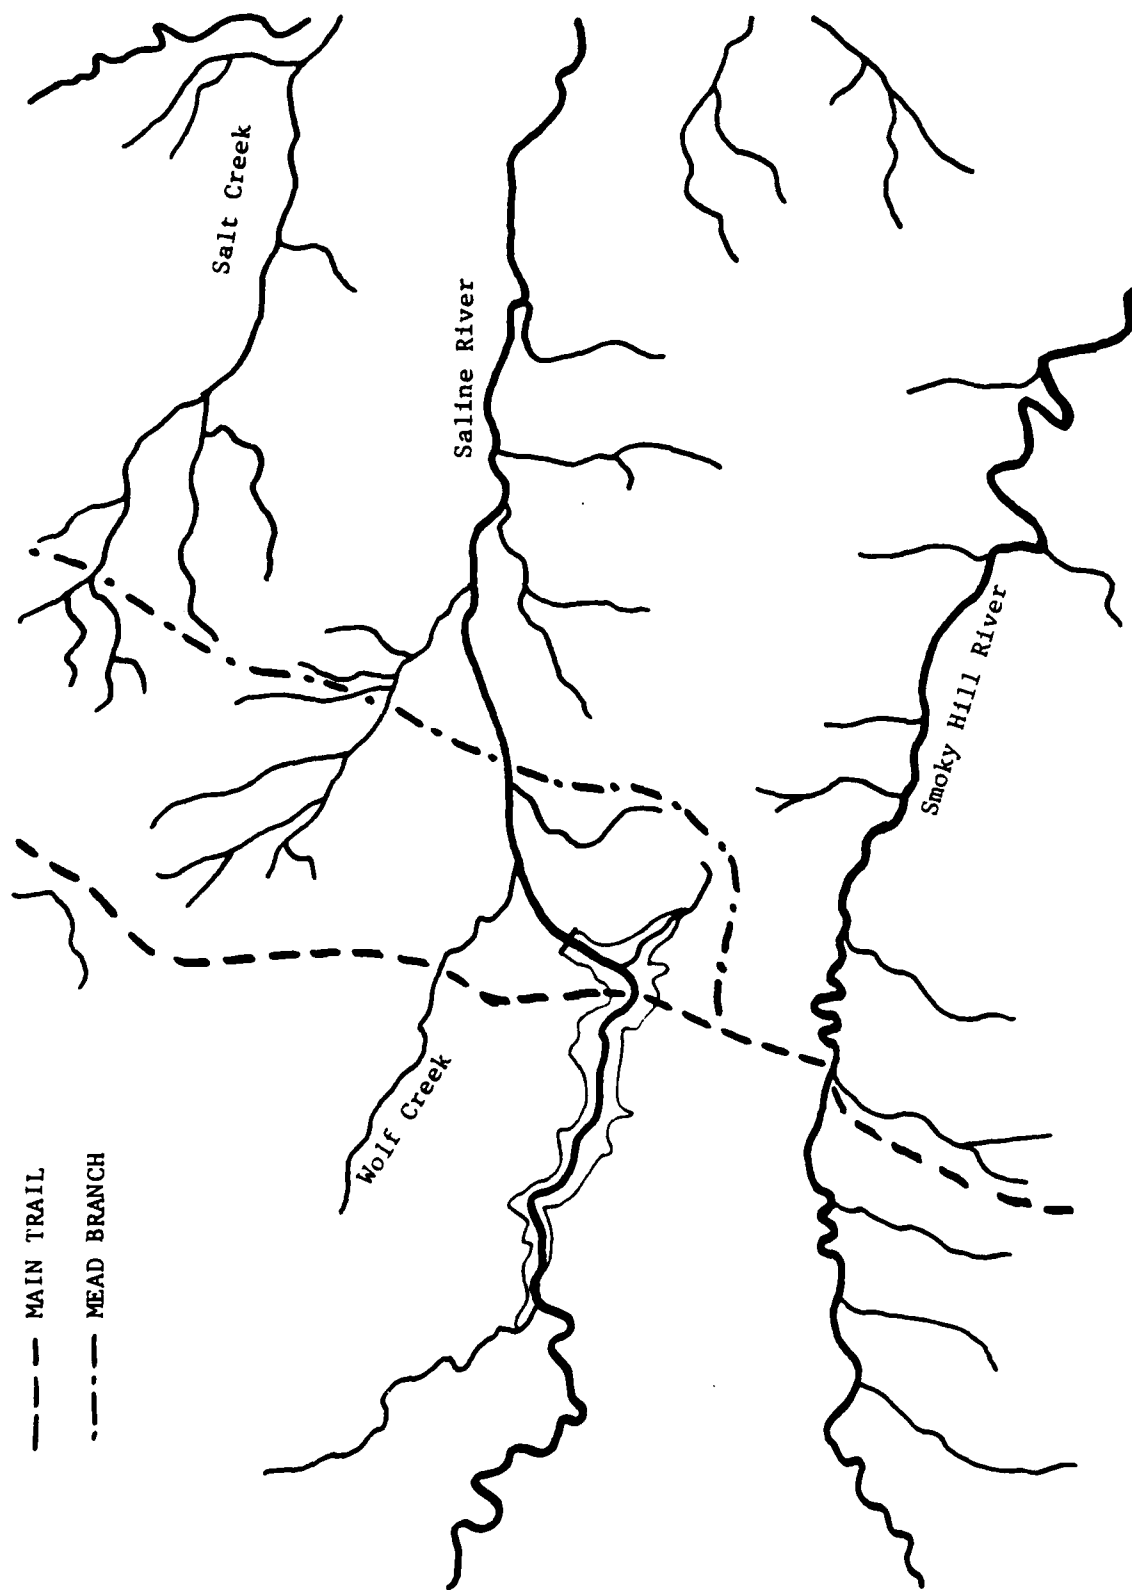 MAIN TRAIL
MEAD BRANCH
Salt Creek
Saline River
Wolf Creek
Smoky Hill River